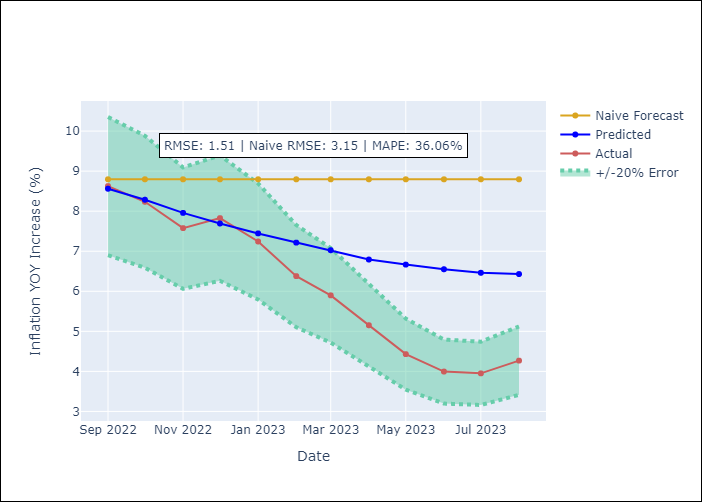 RMSE: 1.51 | Naive RMSE: 3.15 | MAPE: 36.06%
Naive Forecast
Predicted
Actual
+/-20% Error
Inflation YOY Increase (%)
10
9
8
7
6
5
4
3
Sep 2022
Nov 2022
Jan 2023
Mar 2023
May 2023
Jul 2023
Date